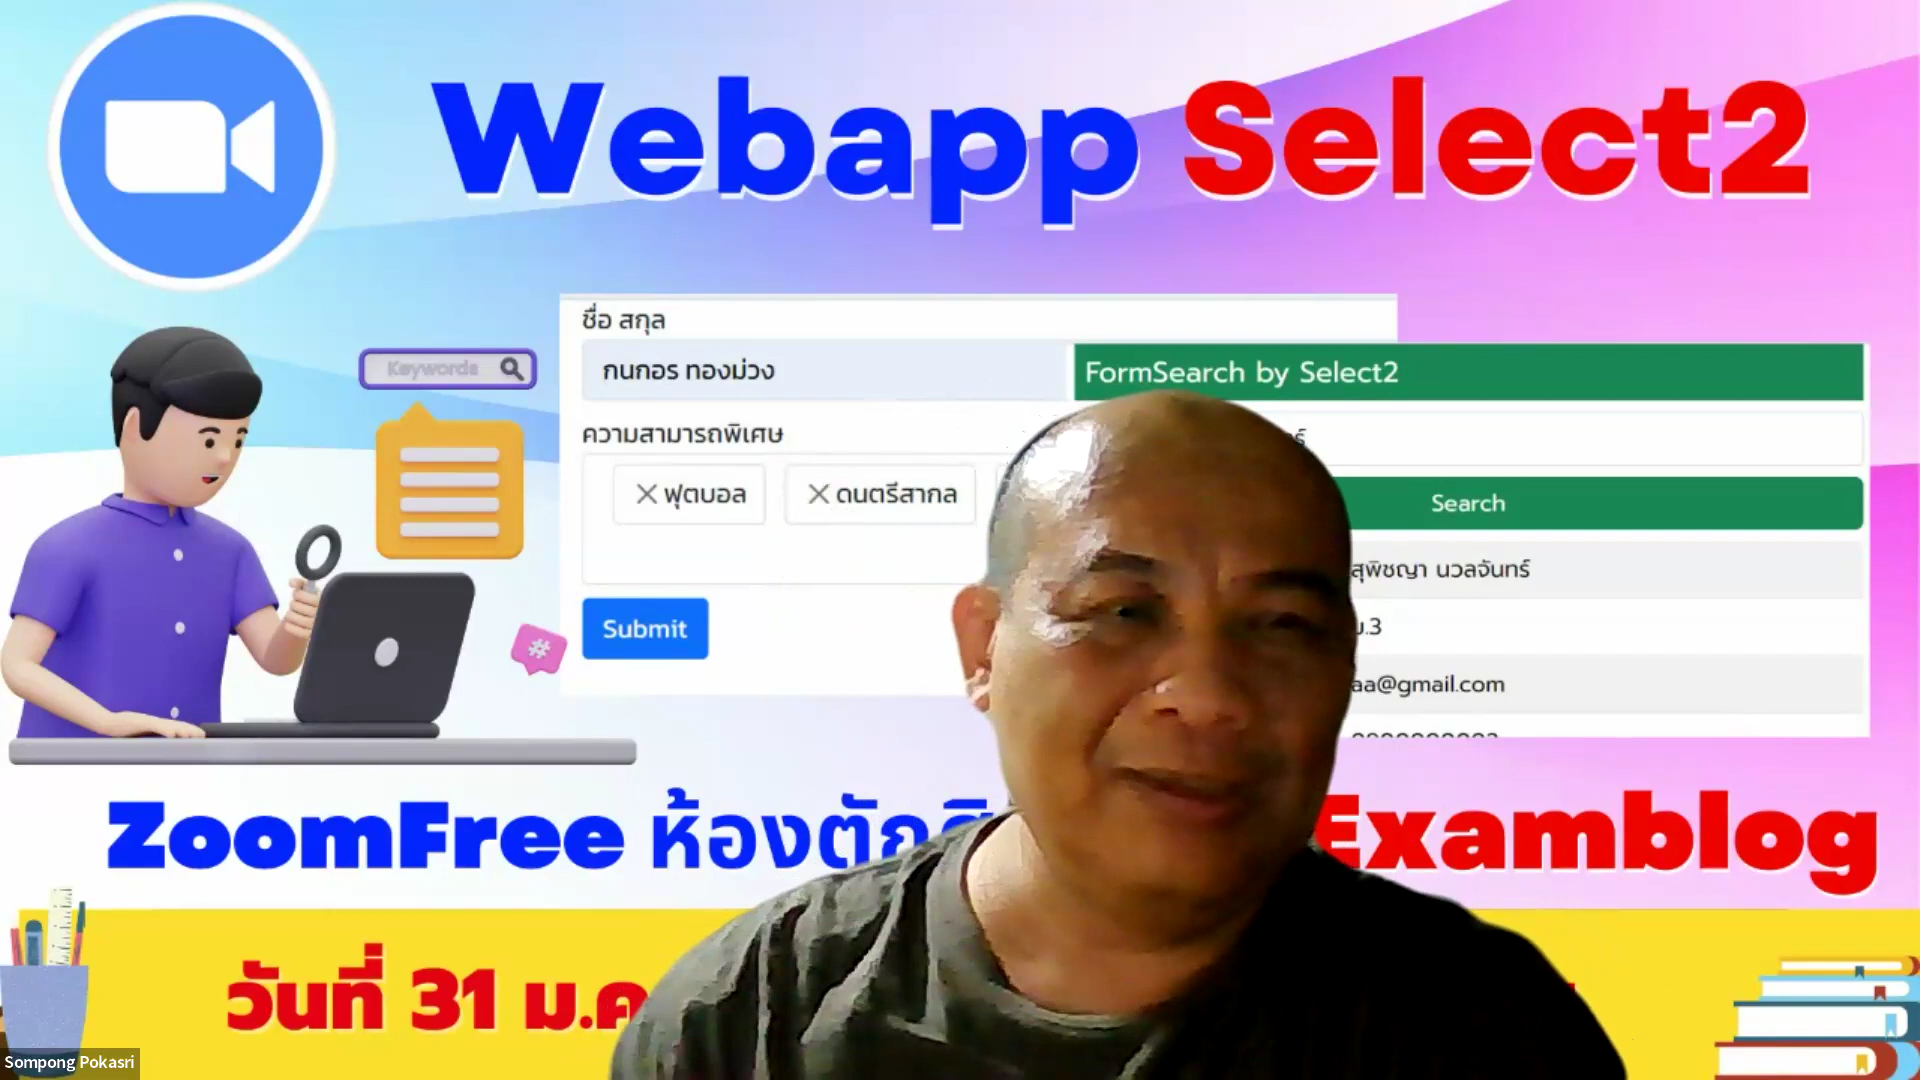 Webapp Select2
Keywords
#
ชื่อ สกุล
กนกอร ทองม่วง
ความสามารถพิเศษ
ฟุตบอล
ดนตรีสากล
Submit
FormSearch by Select2
Search
สุพิชญา นวลจันทร์
ม.3
aa@gmail.com
ZoomFree Examblog
วันที่ 31 ม.ค
Sompong Pokasri